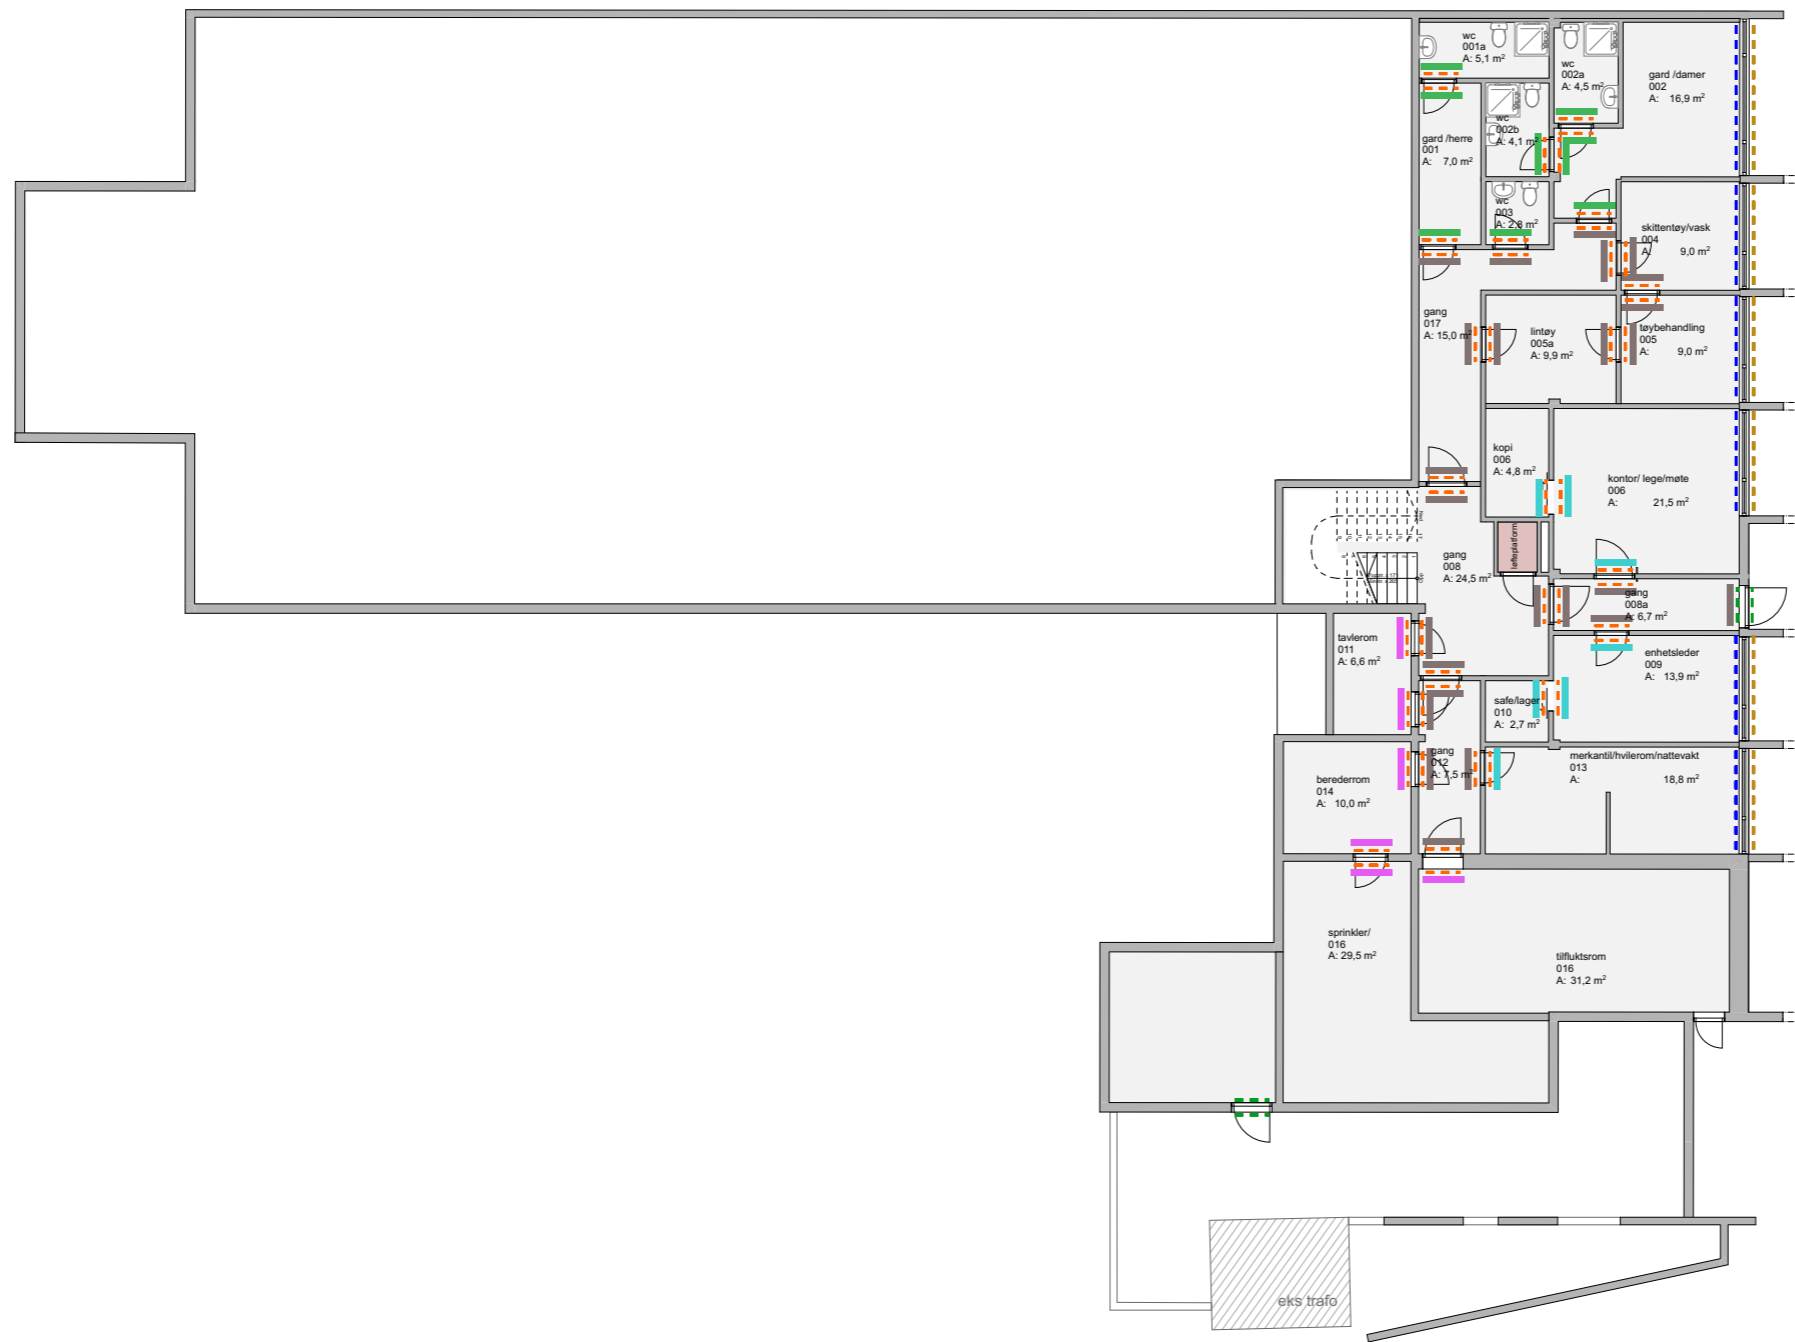 wc
001a
A: 5,1 m²
wc
002a
A: 4,5 m²
gard /damer
002
A: 16,9 m²
gard /herre
001
A: 7,0 m²
wc
002b
A: 4,1 m²
wc
003
A: 2,8 m²
skittentøy/vask
004
A: 9,0 m²
gang
017
A: 15,0 m²
lintøy
005a
A: 9,9 m²
tøybehandling
005
A: 9,0 m²
kopi
006
A: 4,8 m²
kontor/ lege/møte
006
A: 21,5 m²
løfteplatform
gang
008
A: 24,5 m²
gang
008a
A: 6,7 m²
tavlerom
011
A: 6,6 m²
enhetsleder
009
A: 13,9 m²
safe/lager
010
A: 2,7 m²
gang
012
A: 7,5 m²
merkantil/hvilerom/nattevakt
013
A: 18,8 m²
berederrom
014
A: 10,0 m²
sprinkler/
016
A: 29,5 m²
tilfluktsrom
016
A: 31,2 m²
eks trafo